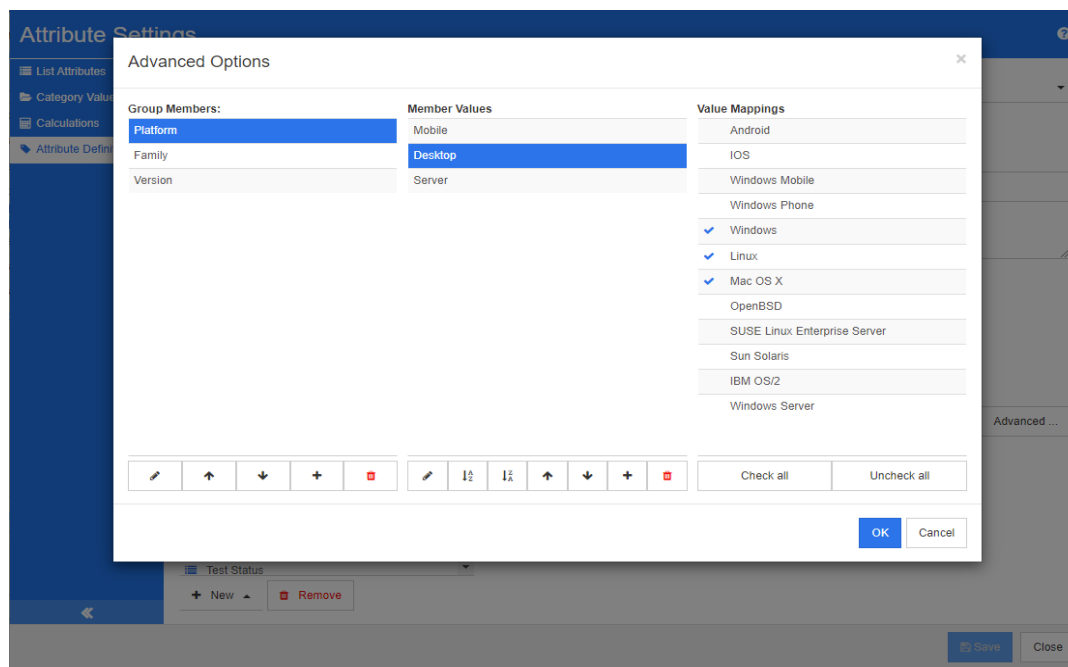 Attribute Settings
List Attributes
Category Value
Calculations
Attribute Defin
Advanced Options
Group Members:
Platform
Family
Version
Member Values
Mobile
Desktop
Server
Value Mappings
Android
IOS
Windows Mobile
Windows Phone
Windows
Linux
Mac OS X
OpenBSD
SUSE Linux Enterprise Server
Sun Solaris
IBM OS/2
Windows Server
Check all
Uncheck all
OK
Cancel
Advanced ...
Test Status
New
Remove
Save
Close